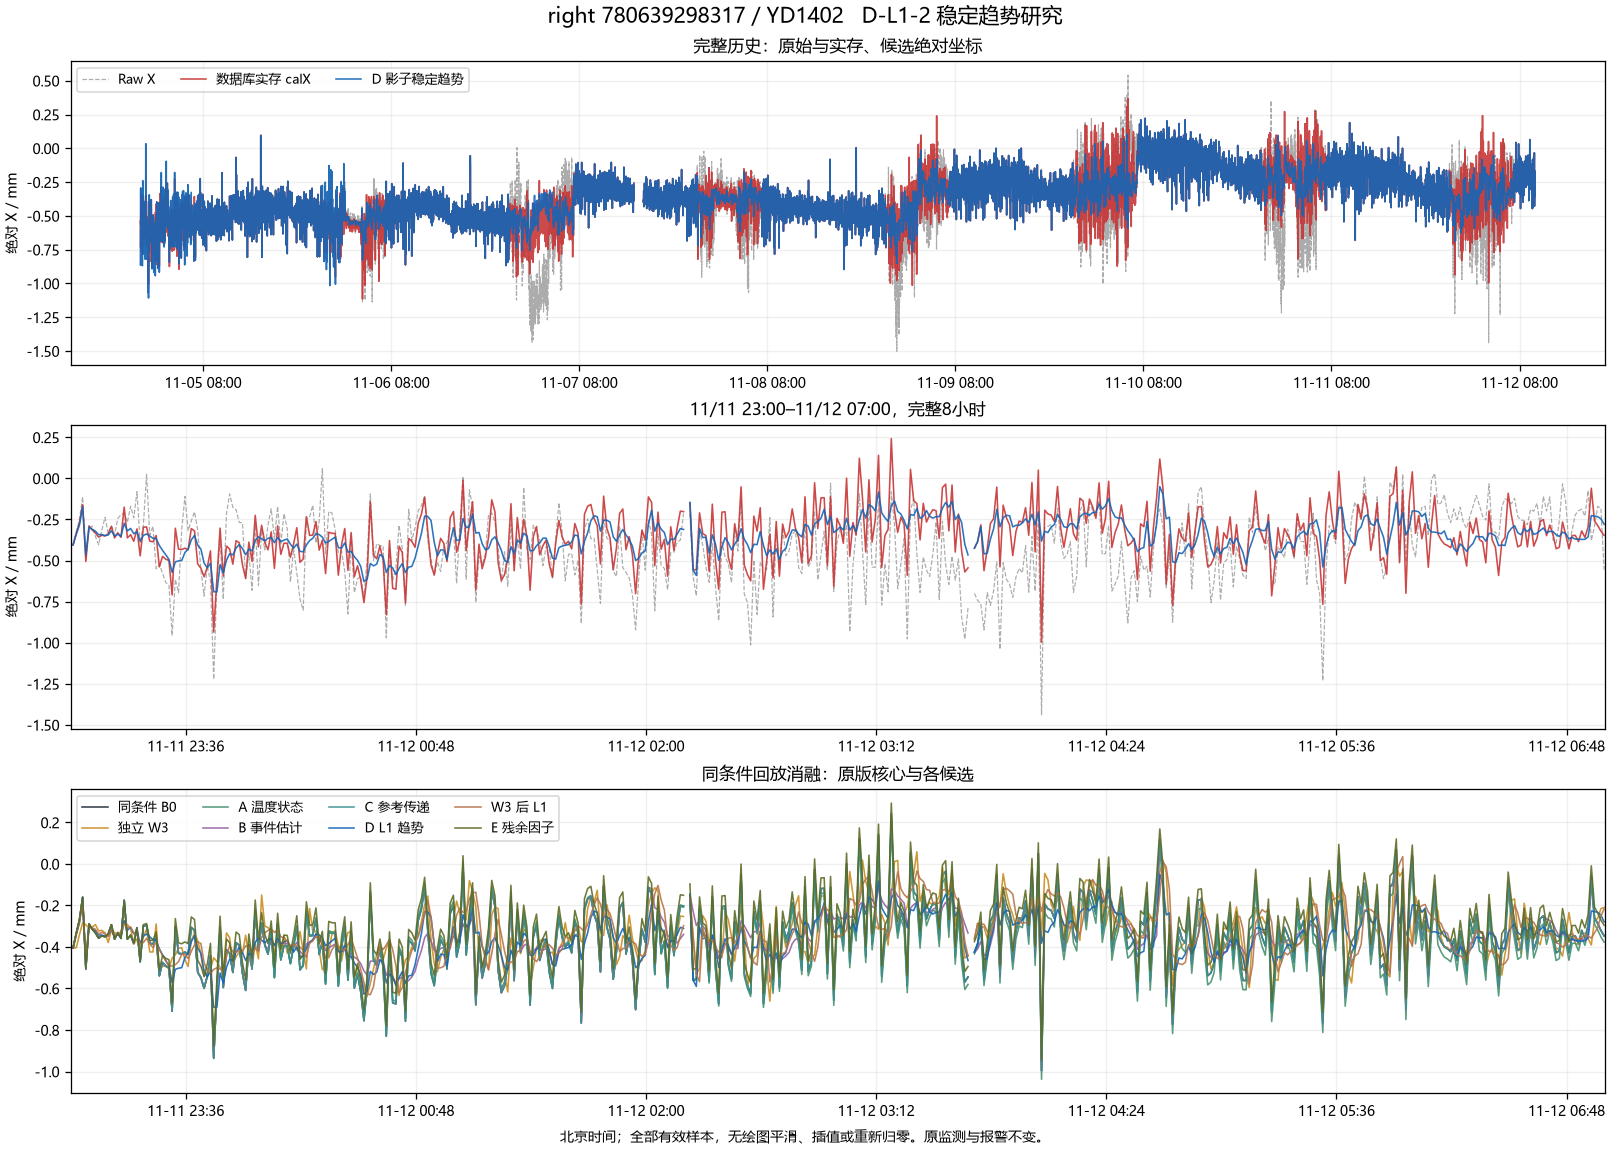 right 780639298317 / YD1402   D-L1-2 稳定趋势研究
完整历史：原始与实存、候选绝对坐标
Raw X
数据库实存 calX
D 影子稳定趋势
绝对 X / mm
0.50
0.25
0.00
-0.25
-0.50
-0.75
-1.00
-1.25
-1.50
11-05 08:00
11-06 08:00
11-07 08:00
11-08 08:00
11-09 08:00
11-10 08:00
11-11 08:00
11-12 08:00
11/11 23:00–11/12 07:00，完整8小时
绝对 X / mm
0.25
0.00
-0.25
-0.50
-0.75
-1.00
-1.25
-1.50
11-11 23:36
11-12 00:48
11-12 02:00
11-12 03:12
11-12 04:24
11-12 05:36
11-12 06:48
同条件回放消融：原版核心与各候选
同条件 B0
独立 W3
A 温度状态
B 事件估计
C 参考传递
D L1 趋势
W3 后 L1
E 残余因子
绝对 X / mm
0.2
0.0
-0.2
-0.4
-0.6
-0.8
-1.0
11-11 23:36
11-12 00:48
11-12 02:00
11-12 03:12
11-12 04:24
11-12 05:36
11-12 06:48
北京时间；全部有效样本，无绘图平滑、插值或重新归零。原监测与报警不变。